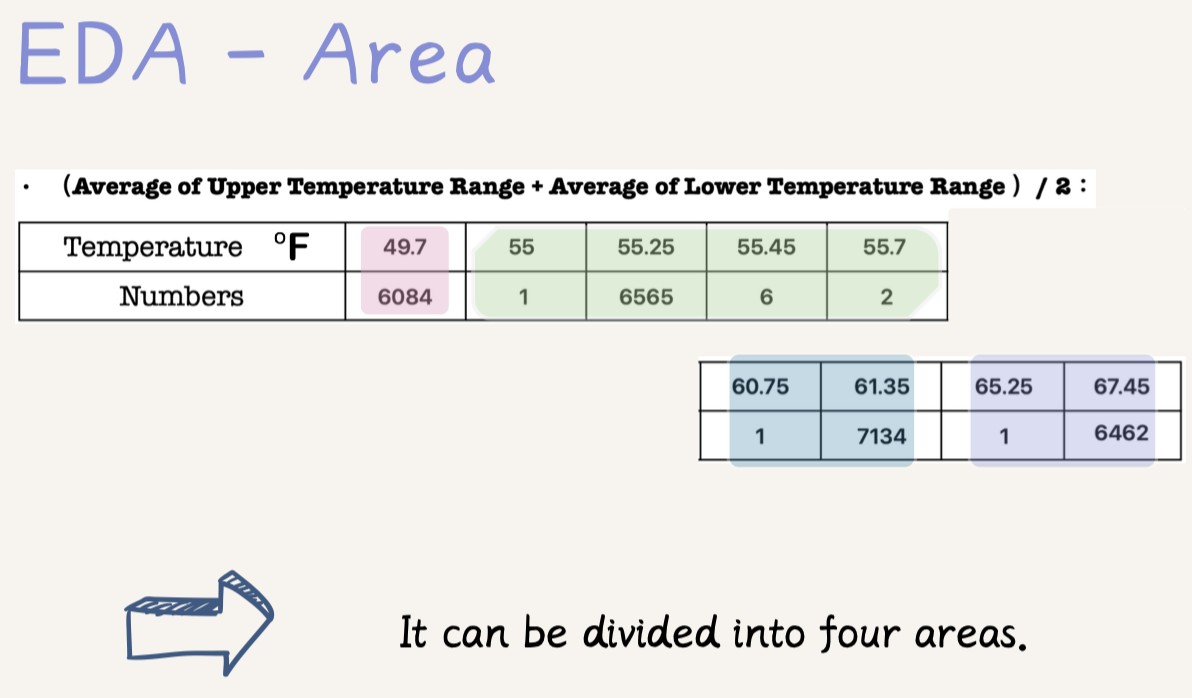 EDA - Area
· (Average of Upper Temperature Range + Average of Lower Temperature Range) / 2 :
Temperature °F 49.7 55 55.25 55.45 55.7
Numbers 6084 1 6565 6 2
60.75 61.35 65.25 67.45
1 7134 1 6462
It can be divided into four areas.